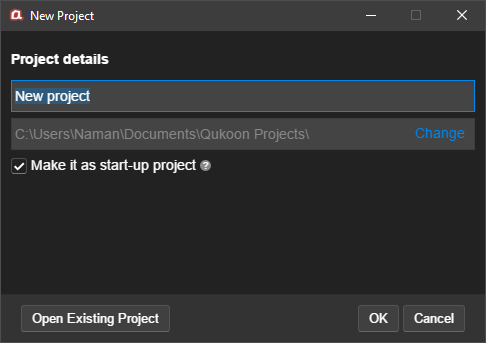 New Project
Project details
New project
C:\Users\Naman\Documents\Qukoon Projects\ Change
Make it as start-up project ?
Open Existing Project OK Cancel